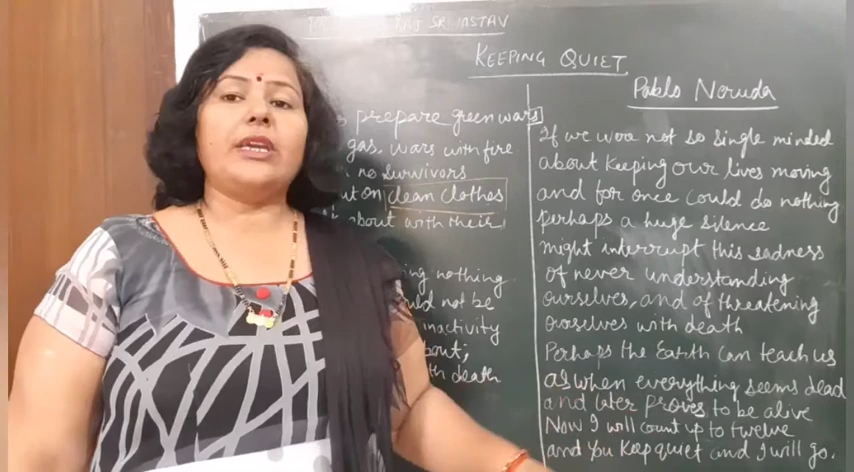 RAJ SRIVASTAV
KEEPING QUIET
Pablo Neruda
prepare green wars
gas, wars with fire
no survivors
on clean clothes
about with their
nothing
not be
inactivity
death
If we were not so single minded
about keeping our lives moving
and for once could do nothing
perhaps a huge silence
might interrupt this sadness
of never understanding
ourselves, and of threatening
ourselves with death
Perhaps the Earth can teach us
as when everything seems dead
and later proves to be alive
Now I will count up to twelve
and you keep quiet and I will go.